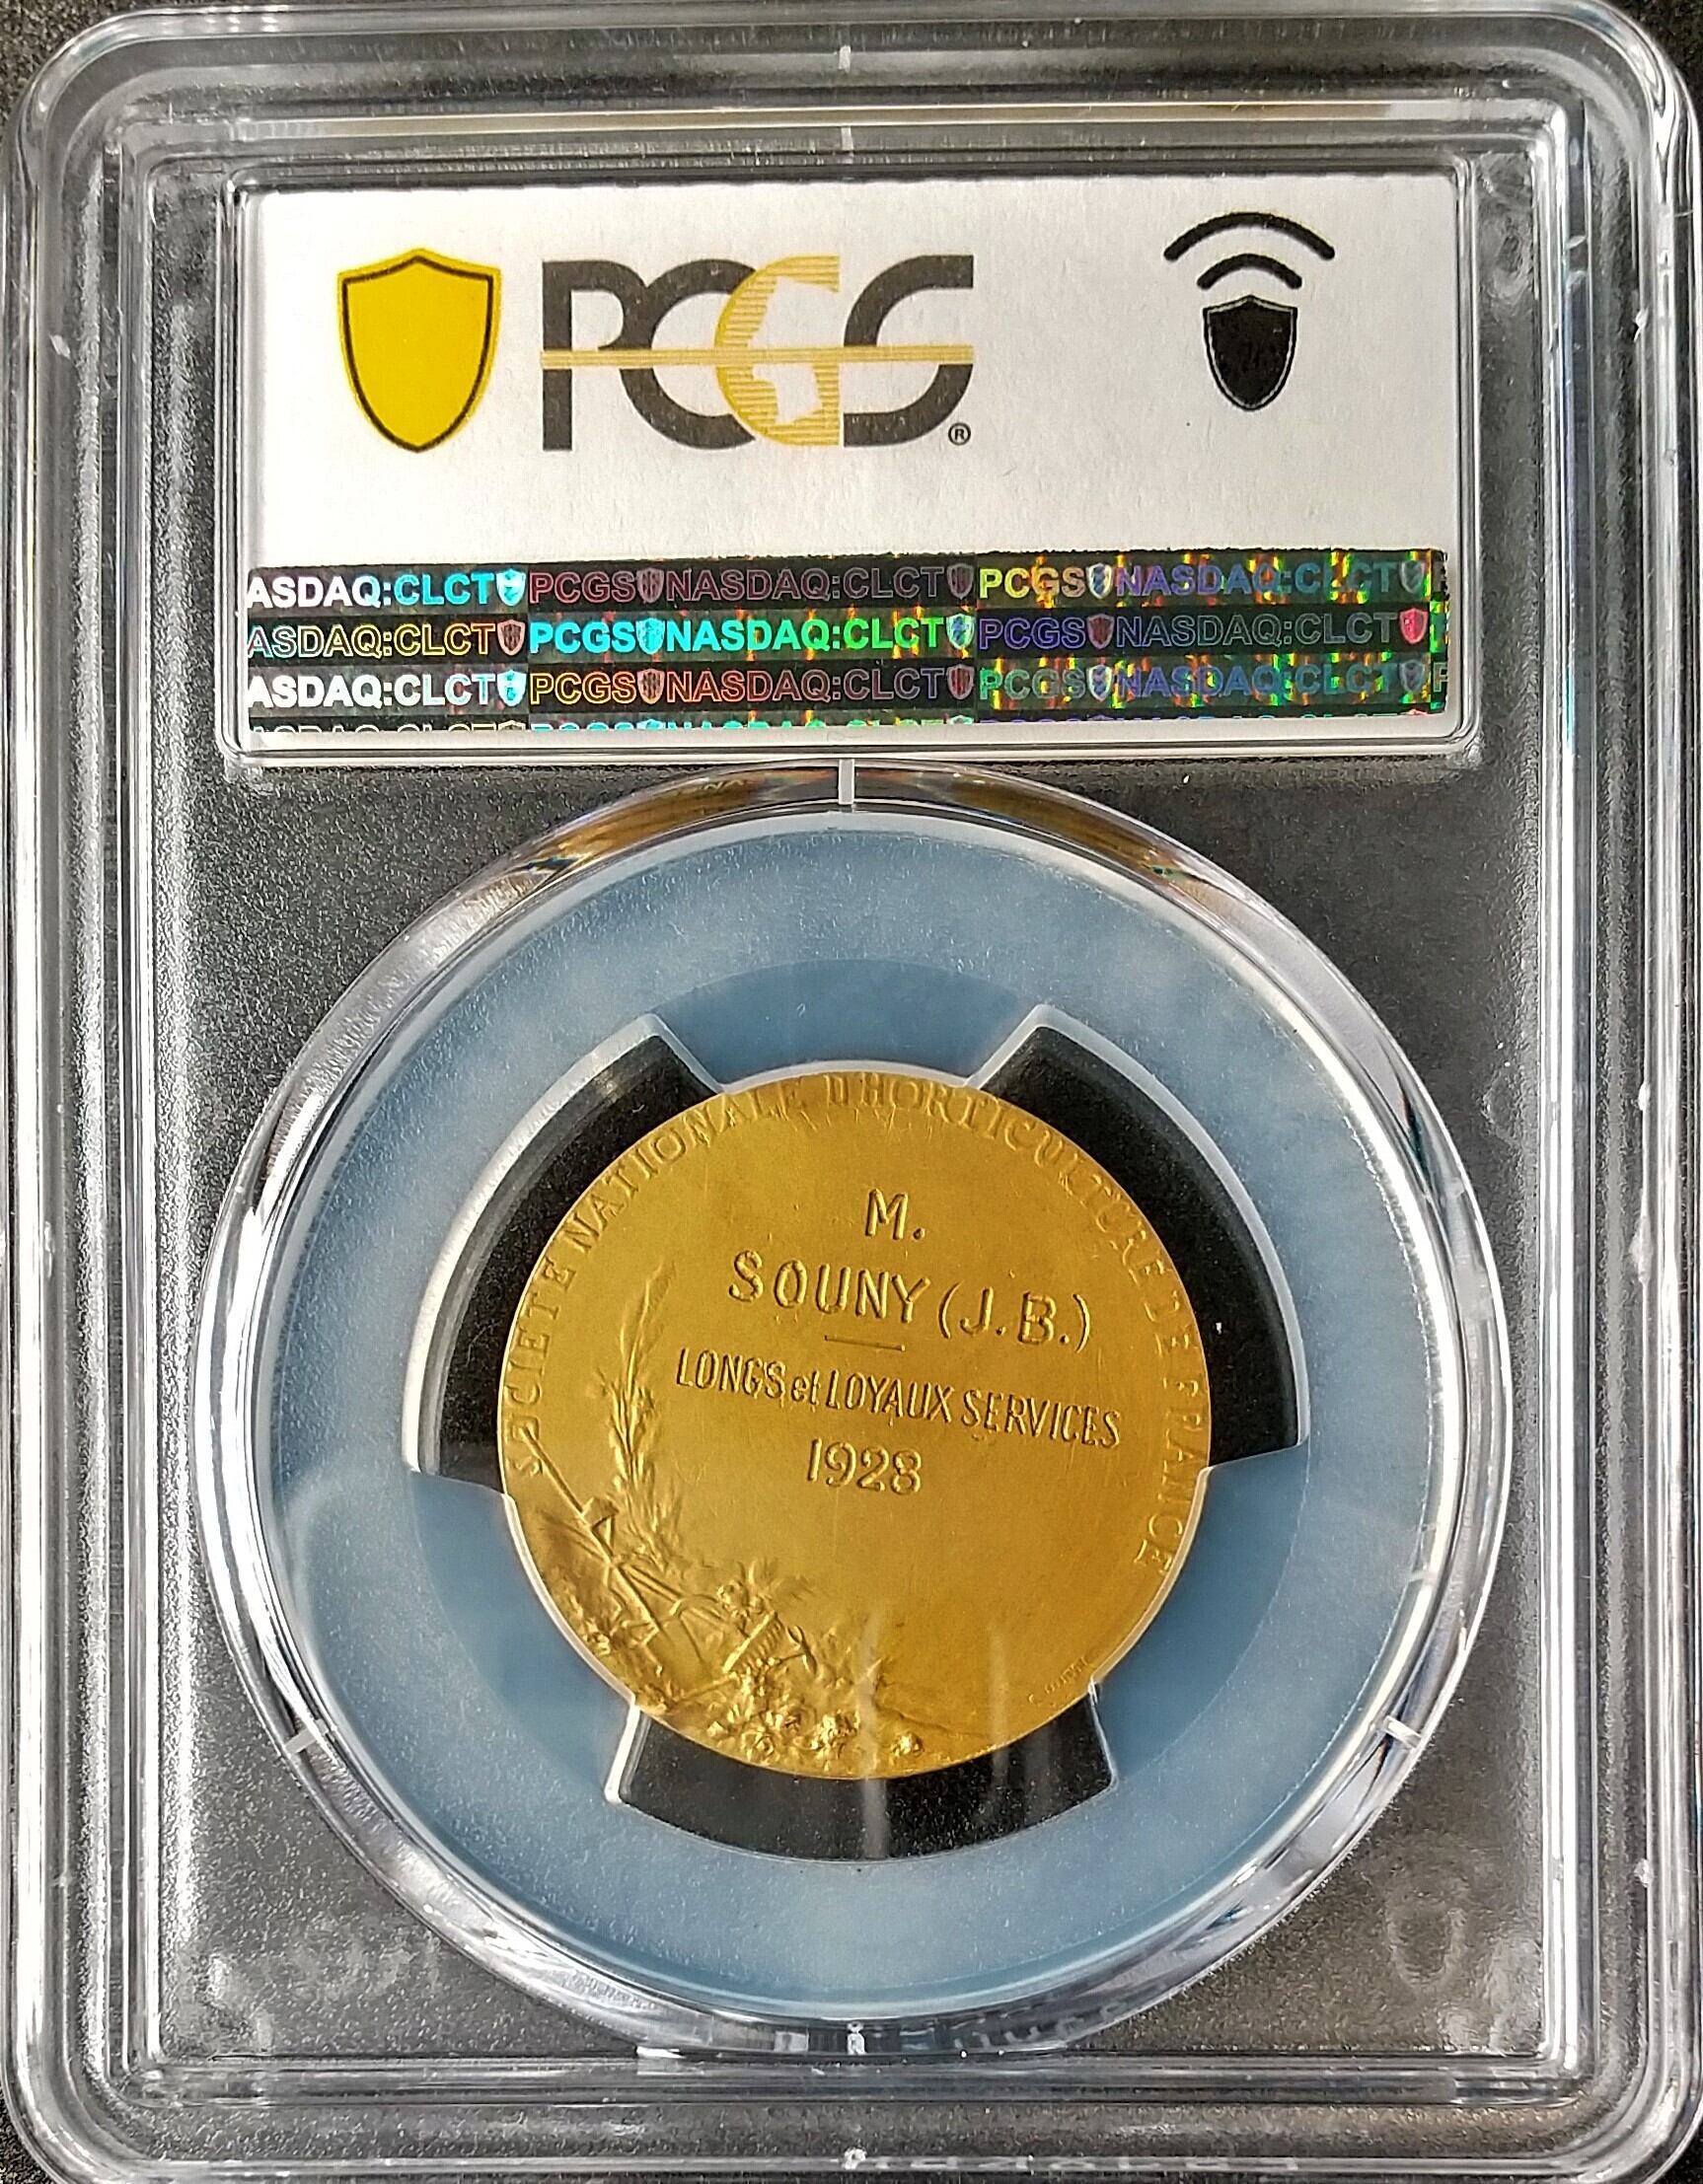 PCGS®
ASDAQ:CLCT PCGS NASDAQ:CLCT PCGS NASDAQ:CLCT
ASDAQ:CLCT PCGS NASDAQ:CLCT PCGS NASDAQ:CLCT
ASDAQ:CLCT PCGS NASDAQ:CLCT PCGS NASDAQ:CLCT P
SOCIETE NATIONALE D'HORTICULTURE DE FRANCE
M.
SOUNY (J.B.)
LONGS et LOYAUX SERVICES
1928